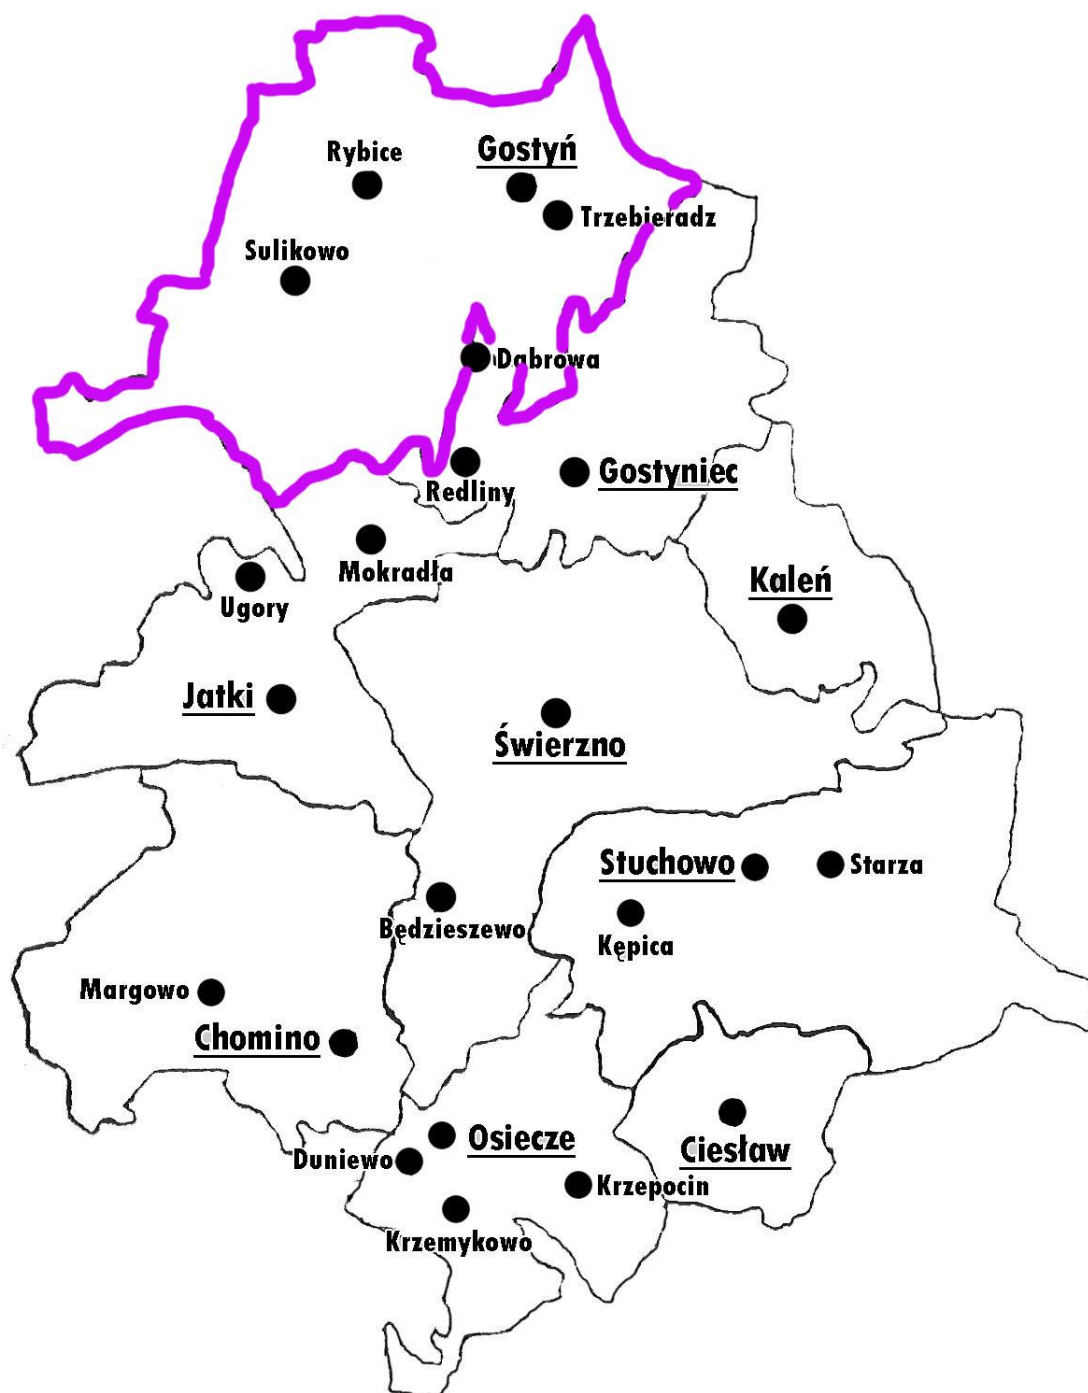 Rybice
Gostyń
Trzebieradz
Sulikowo
Dąbrowa
Gostyniec
Redliny
Mokradła
Kaleń
Ugory
Jatki
Świerzno
Stuchowo
Starza
Będzieszewo
Kępica
Margowo
Chomino
Osiecze
Ciesław
Duniewo
Krzepocin
Krzemykowo